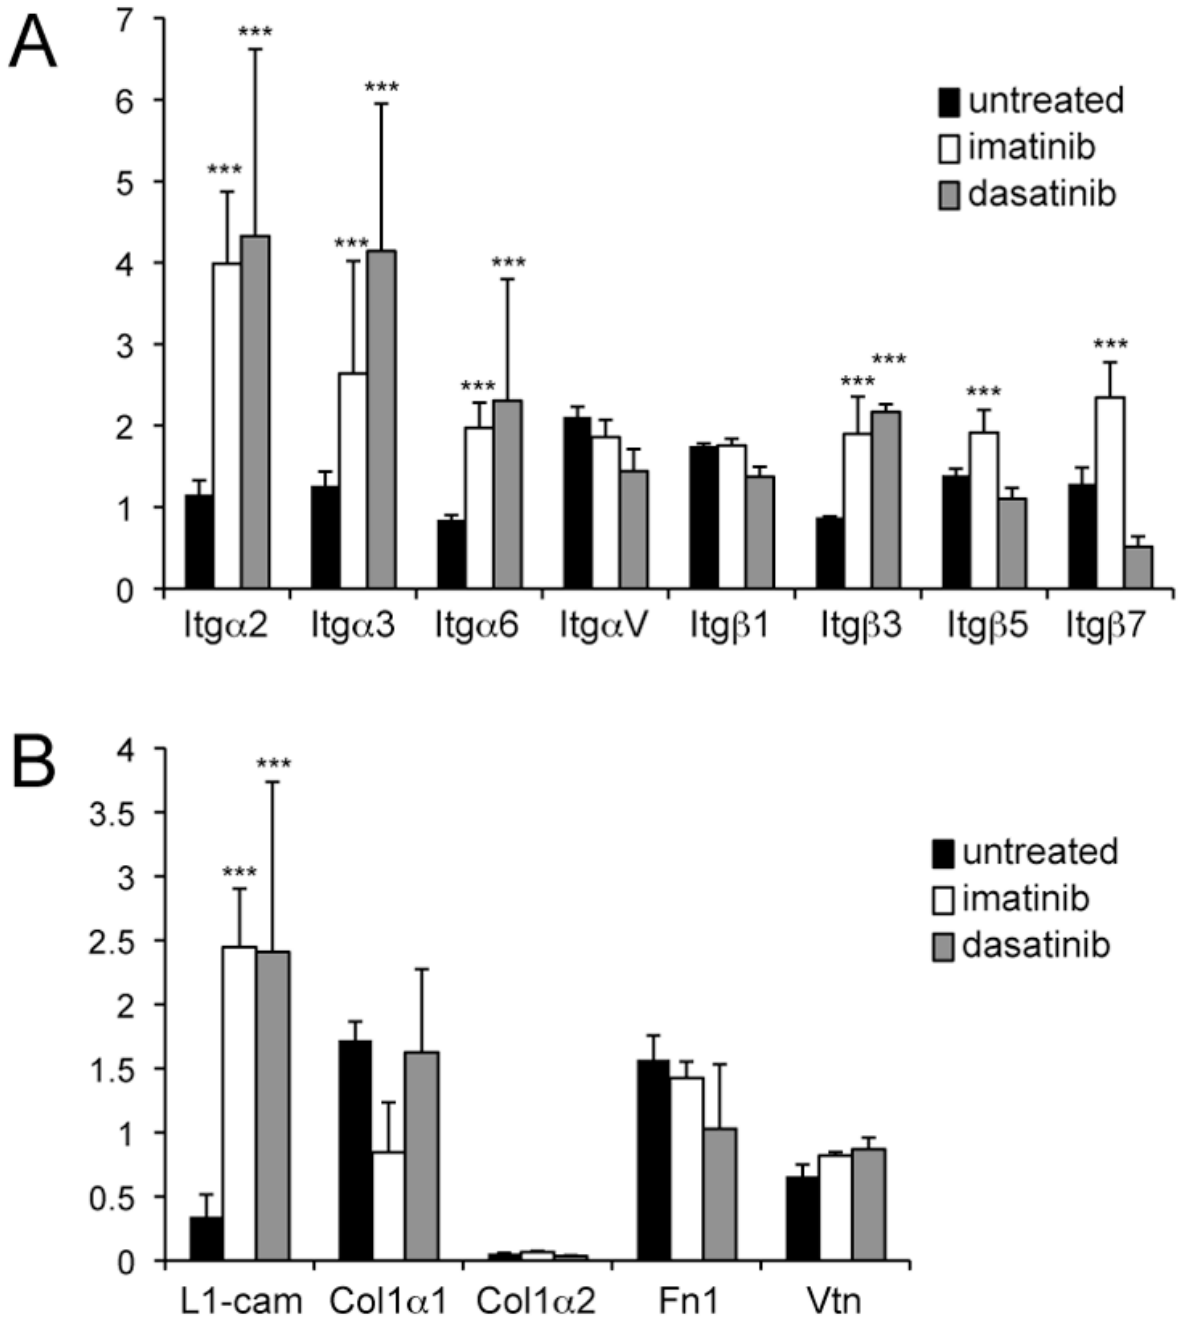 A
7
6
5
4
3
2
1
0
*** *** *** *** *** *** *** *** *** ***
untreated
imatinib
dasatinib
Itgα2 Itgα3 Itgα6 ItgαV Itgβ1 Itgβ3 Itgβ5 Itgβ7
B
4
3.5
3
2.5
2
1.5
1
0.5
0
*** ***
untreated
imatinib
dasatinib
L1-cam Col1α1 Col1α2 Fn1 Vtn